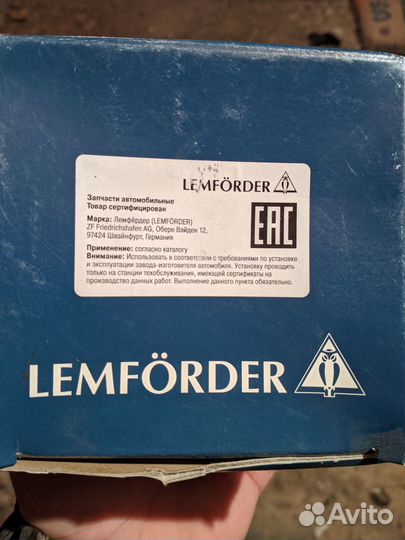 LEMFÖRDER
Запчасти автомобильные
Товар сертифицирован
Марка: Лемфёрдер (LEMFÖRDER)
ZF Friedrichshafen AG, Обере Вайден 12,
97424 Швайнфурт, Германия
EAC
Применение: согласно каталогу
Внимание: Использовать в соответствии с требованиями по установке
и эксплуатации завода-изготовителя автомобиля. Установку проводить
только на станции техобслуживания, имеющей сертификаты на
производство данных работ. Выполнение данного пункта обязательно.
LEMFÖRDER
Avito